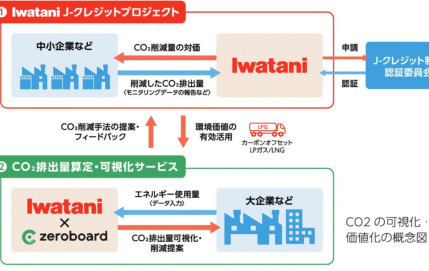 ① Iwatani J-クレジットプロジェクト
中小企業など
CO₂削減量の対価
Iwatani
削減したCO₂排出量
(モニタリングデータの報告など)
申請
認証
J-クレジット制
認証委員会
CO₂削減手法の提案・
フィードバック
環境価値の
有効活用
LPG
カーボンオフセット
LPガス/LNG
② CO₂排出量算定・可視化サービス
Iwatani
×
zeroboard
エネルギー使用量
(データ入力)
CO₂排出量可視化・
削減提案
大企業など
CO2 の可視化・
価値化の概念図